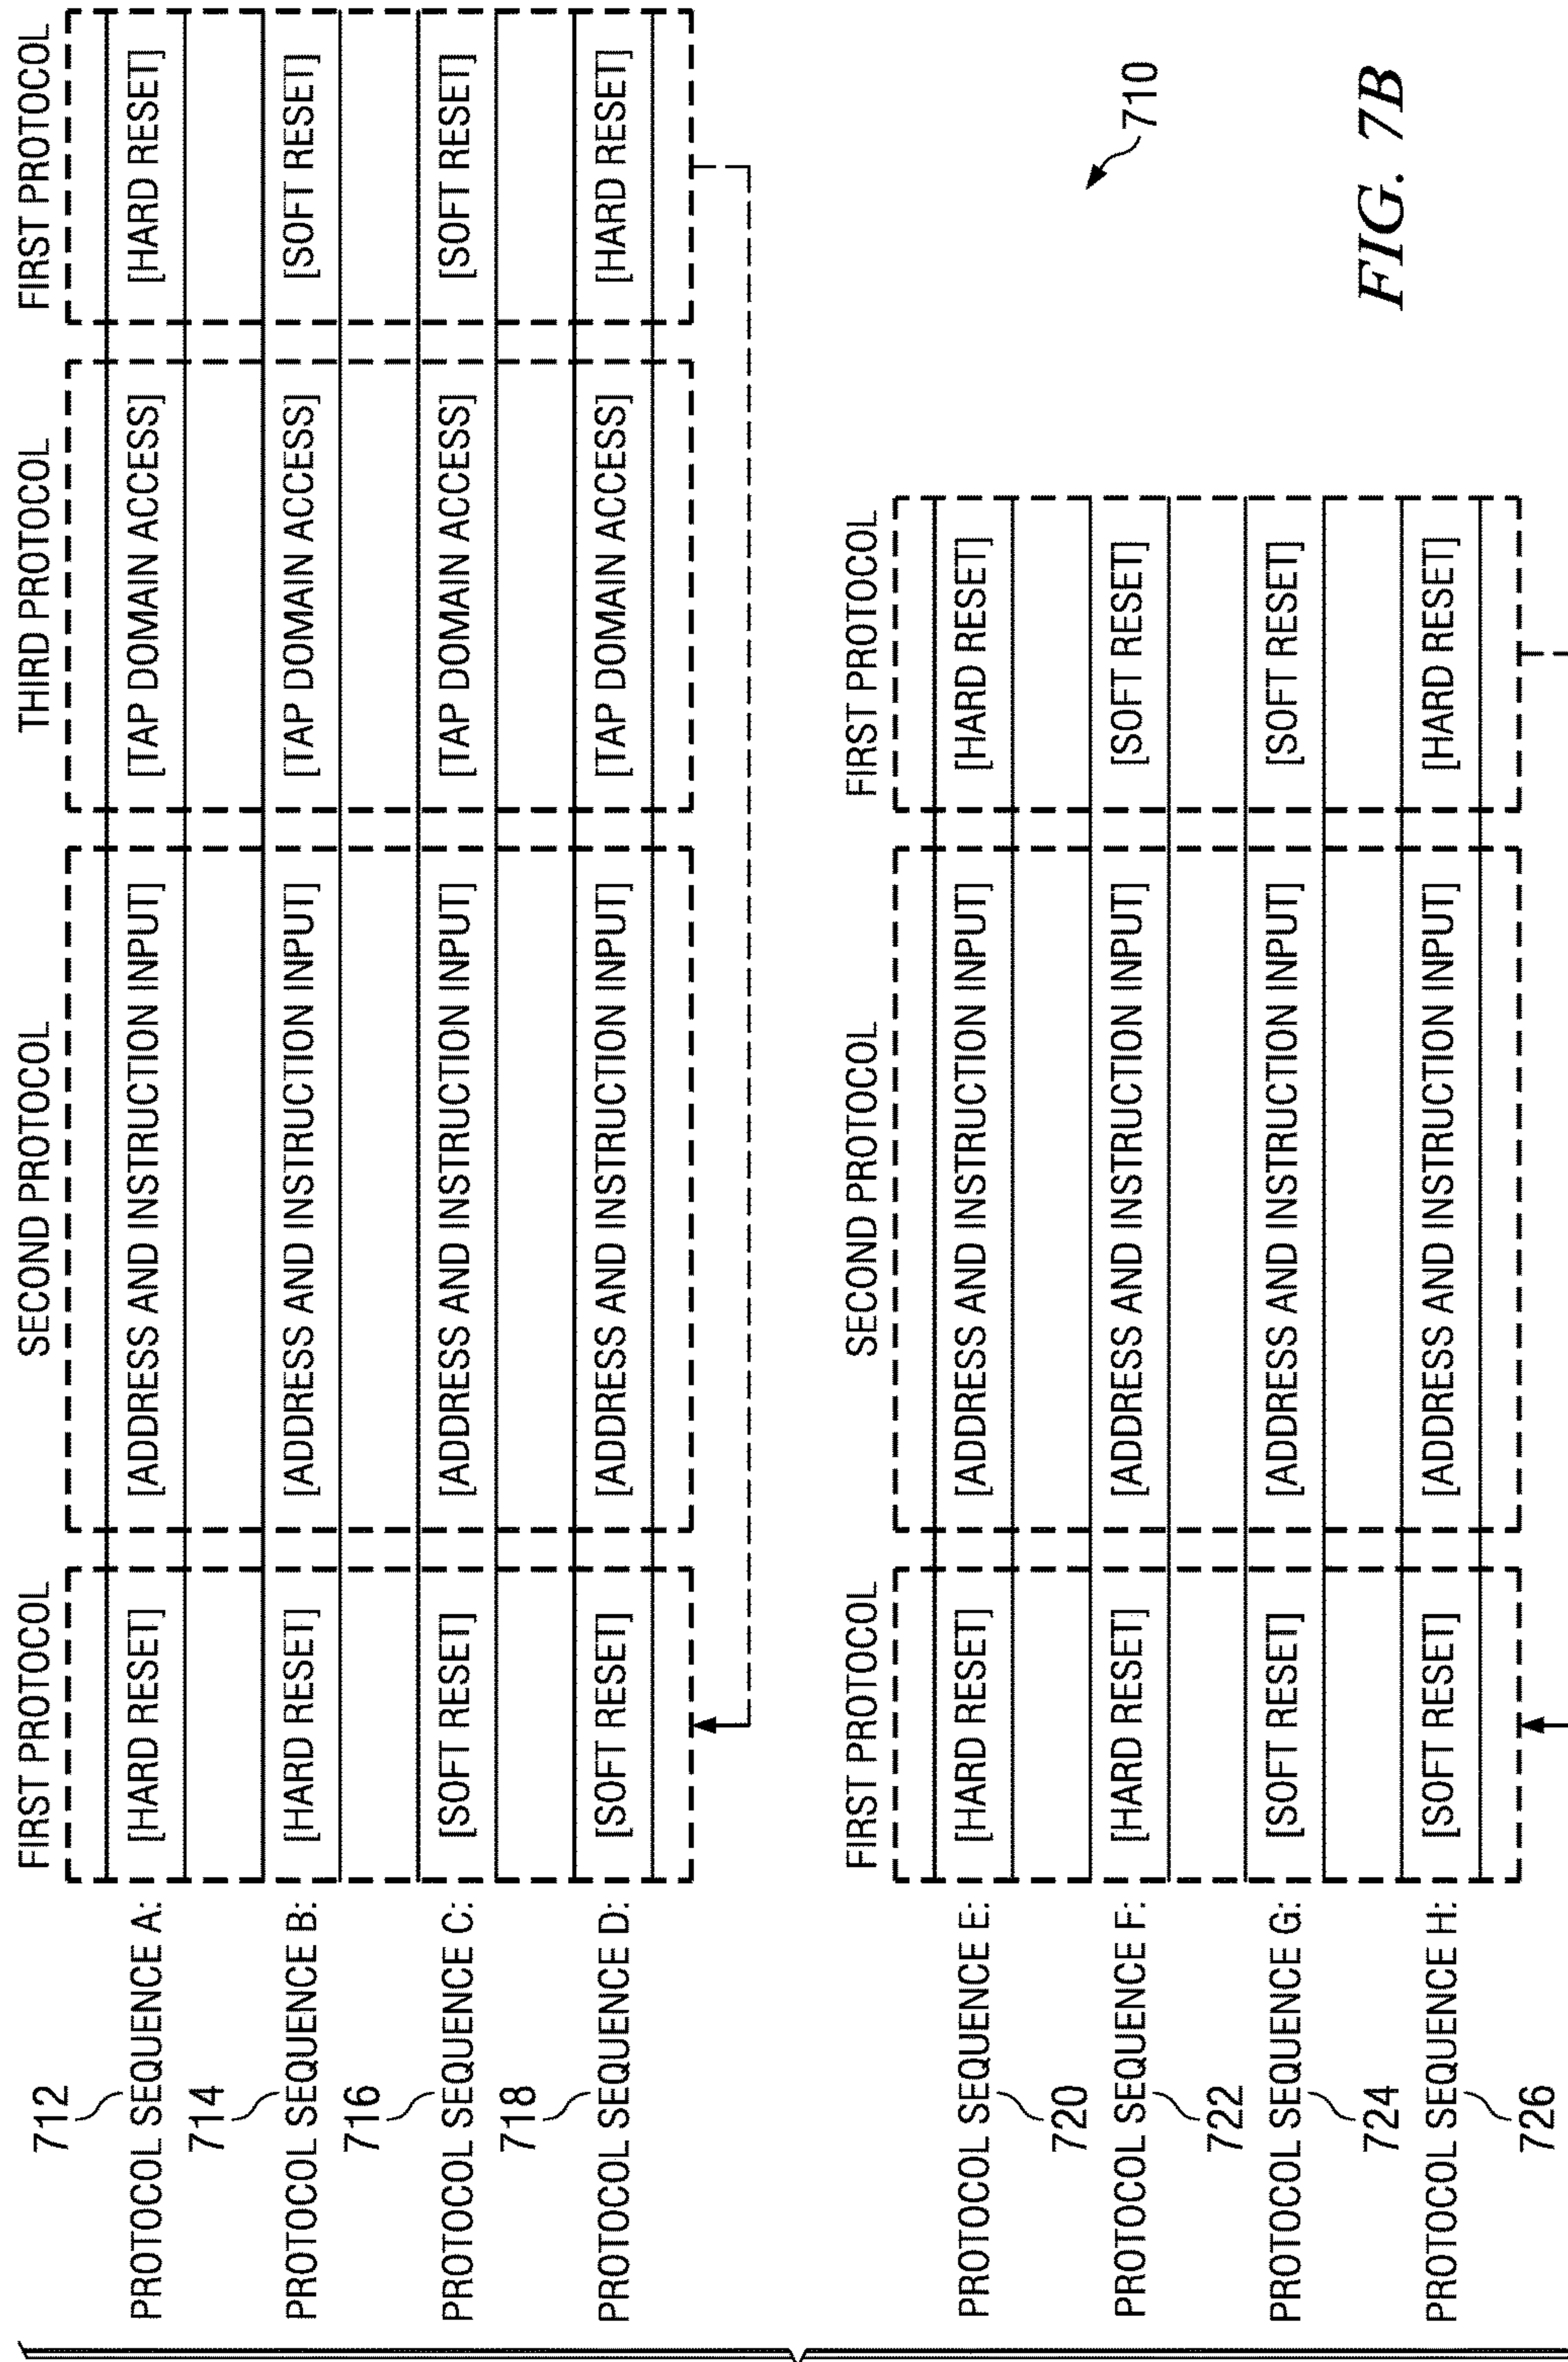 FIRST PROTOCOL SECOND PROTOCOL THIRD PROTOCOL FIRST PROTOCOL
712
PROTOCOL SEQUENCE A: [HARD RESET] [ADDRESS AND INSTRUCTION INPUT] [TAP DOMAIN ACCESS] [HARD RESET]
714
PROTOCOL SEQUENCE B: [HARD RESET] [ADDRESS AND INSTRUCTION INPUT] [TAP DOMAIN ACCESS] [SOFT RESET]
716
PROTOCOL SEQUENCE C: [SOFT RESET] [ADDRESS AND INSTRUCTION INPUT] [TAP DOMAIN ACCESS] [SOFT RESET]
718
PROTOCOL SEQUENCE D: [SOFT RESET] [ADDRESS AND INSTRUCTION INPUT] [TAP DOMAIN ACCESS] [HARD RESET]
FIRST PROTOCOL SECOND PROTOCOL FIRST PROTOCOL
PROTOCOL SEQUENCE E: [HARD RESET] [ADDRESS AND INSTRUCTION INPUT] [HARD RESET]
720
PROTOCOL SEQUENCE F: [HARD RESET] [ADDRESS AND INSTRUCTION INPUT] [SOFT RESET]
722
PROTOCOL SEQUENCE G: [SOFT RESET] [ADDRESS AND INSTRUCTION INPUT] [SOFT RESET]
724
PROTOCOL SEQUENCE H: [SOFT RESET] [ADDRESS AND INSTRUCTION INPUT] [HARD RESET]
726
710
FIG. 7B